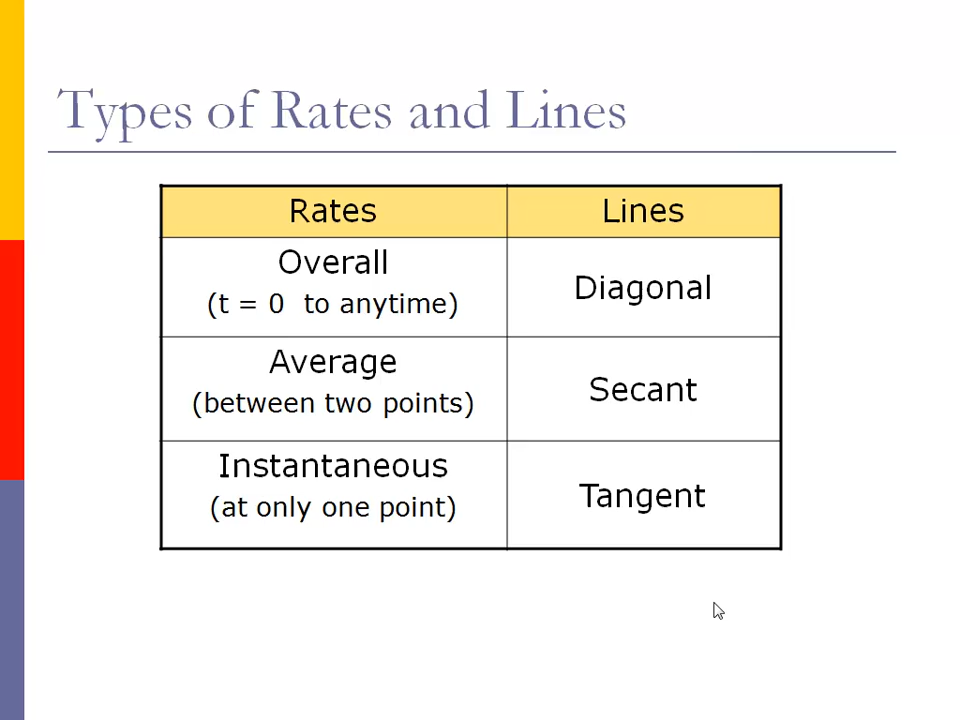 Types of Rates and Lines
Rates
Lines
Overall
(t = 0  to anytime)
Diagonal
Average
(between two points)
Secant
Instantaneous
(at only one point)
Tangent